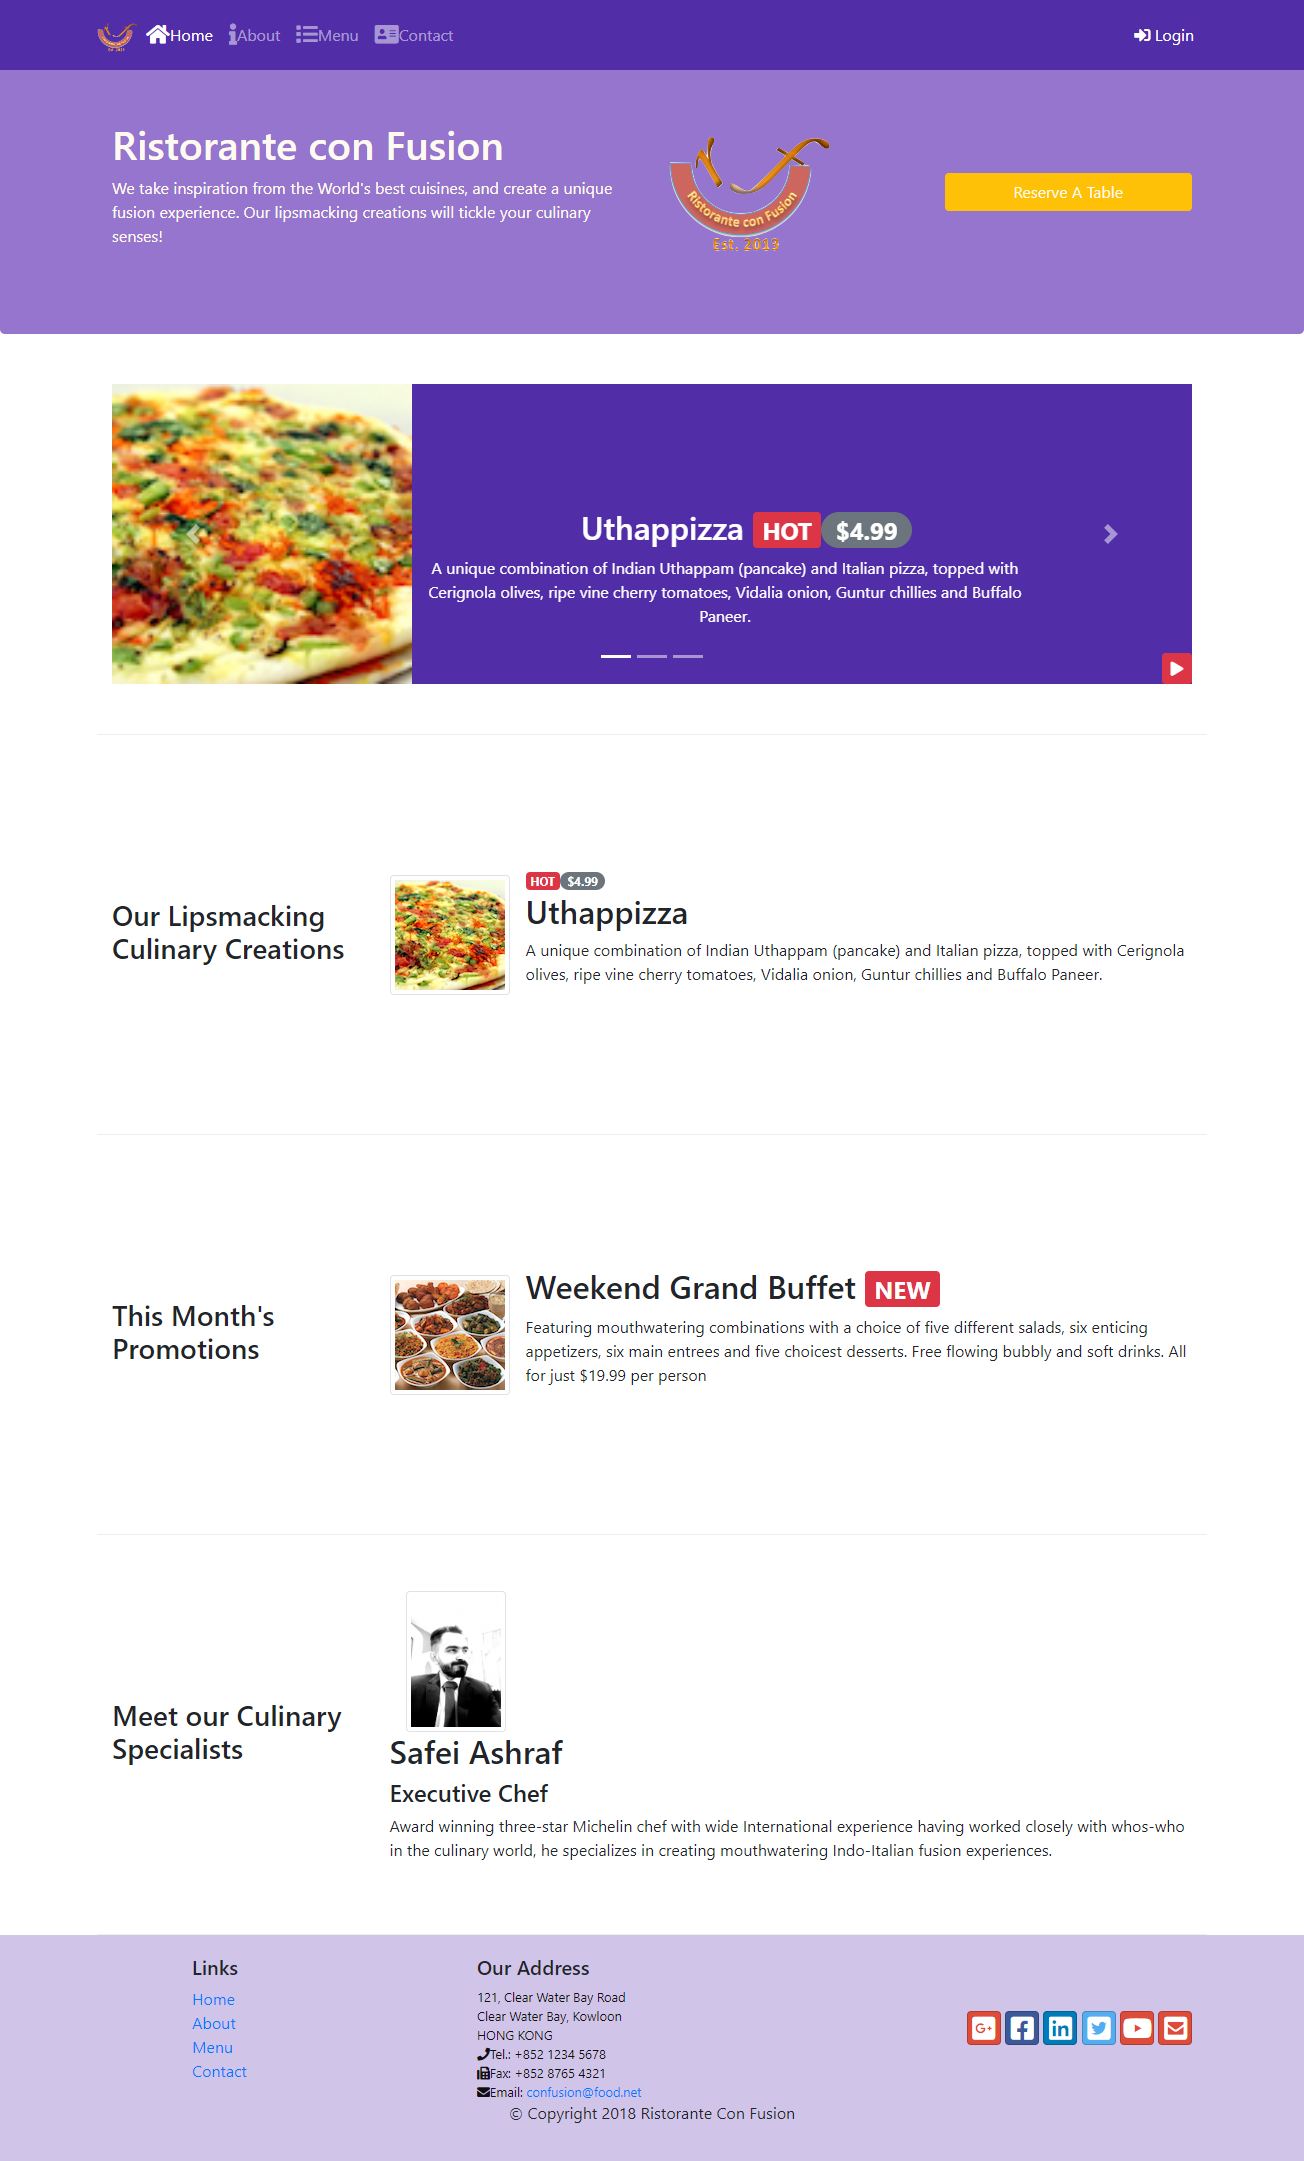 Home About Menu Contact Login
Ristorante con Fusion
We take inspiration from the World's best cuisines, and create a unique
fusion experience. Our lipsmacking creations will tickle your culinary
senses!
Ristorante con Fusion
Est. 2013
Reserve A Table
Uthappizza HOT $4.99
A unique combination of Indian Uthappam (pancake) and Italian pizza, topped with
Cerignola olives, ripe vine cherry tomatoes, Vidalia onion, Guntur chillies and Buffalo
Paneer.
Our Lipsmacking
Culinary Creations
HOT $4.99
Uthappizza
A unique combination of Indian Uthappam (pancake) and Italian pizza, topped with Cerignola
olives, ripe vine cherry tomatoes, Vidalia onion, Guntur chillies and Buffalo Paneer.
This Month's
Promotions
Weekend Grand Buffet NEW
Featuring mouthwatering combinations with a choice of five different salads, six enticing
appetizers, six main entrees and five choicest desserts. Free flowing bubbly and soft drinks. All
for just $19.99 per person
Meet our Culinary
Specialists
Safei Ashraf
Executive Chef
Award winning three-star Michelin chef with wide International experience having worked closely with whos-who
in the culinary world, he specializes in creating mouthwatering Indo-Italian fusion experiences.
Links
Home
About
Menu
Contact
Our Address
121, Clear Water Bay Road
Clear Water Bay, Kowloon
HONG KONG
Tel.: +852 1234 5678
Fax: +852 8765 4321
Email: confusion@food.net
© Copyright 2018 Ristorante Con Fusion